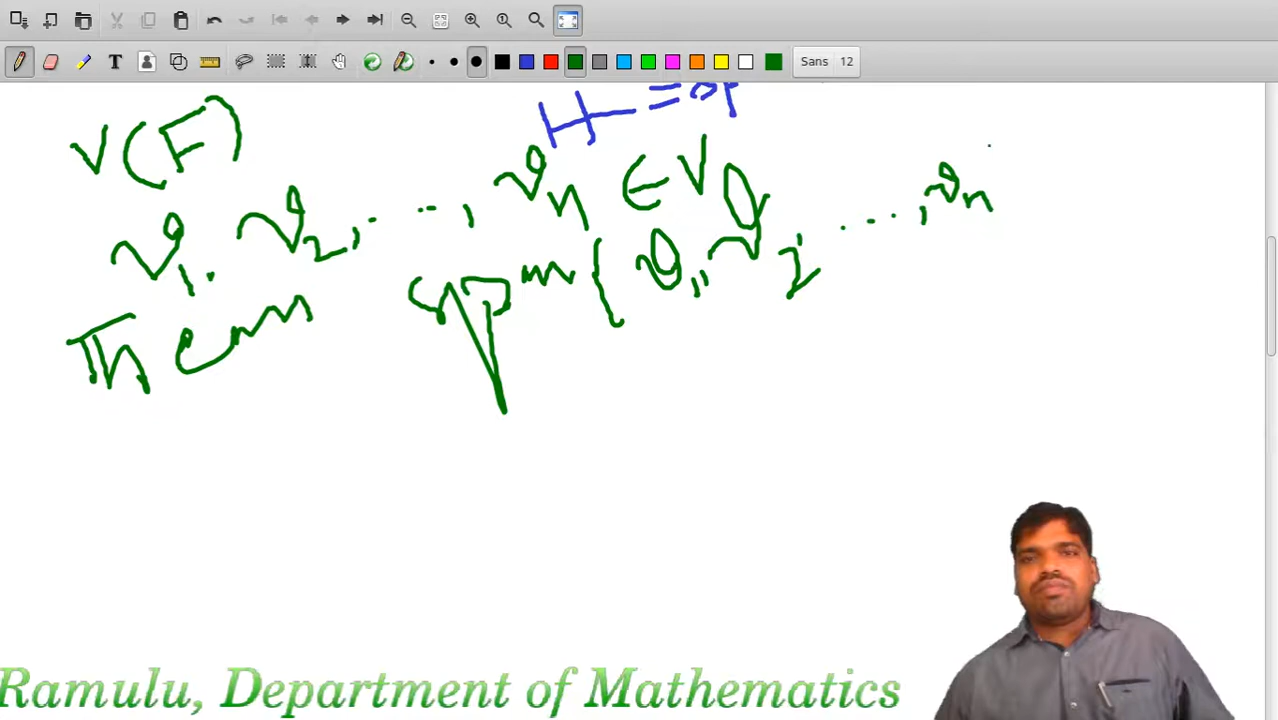 Sans 12
H = Sp
V(F)
v₁, v₂, ..., vₙ ∈ V
Then span { v₁, v₂, ..., vₙ
Ramulu, Department of Mathematics